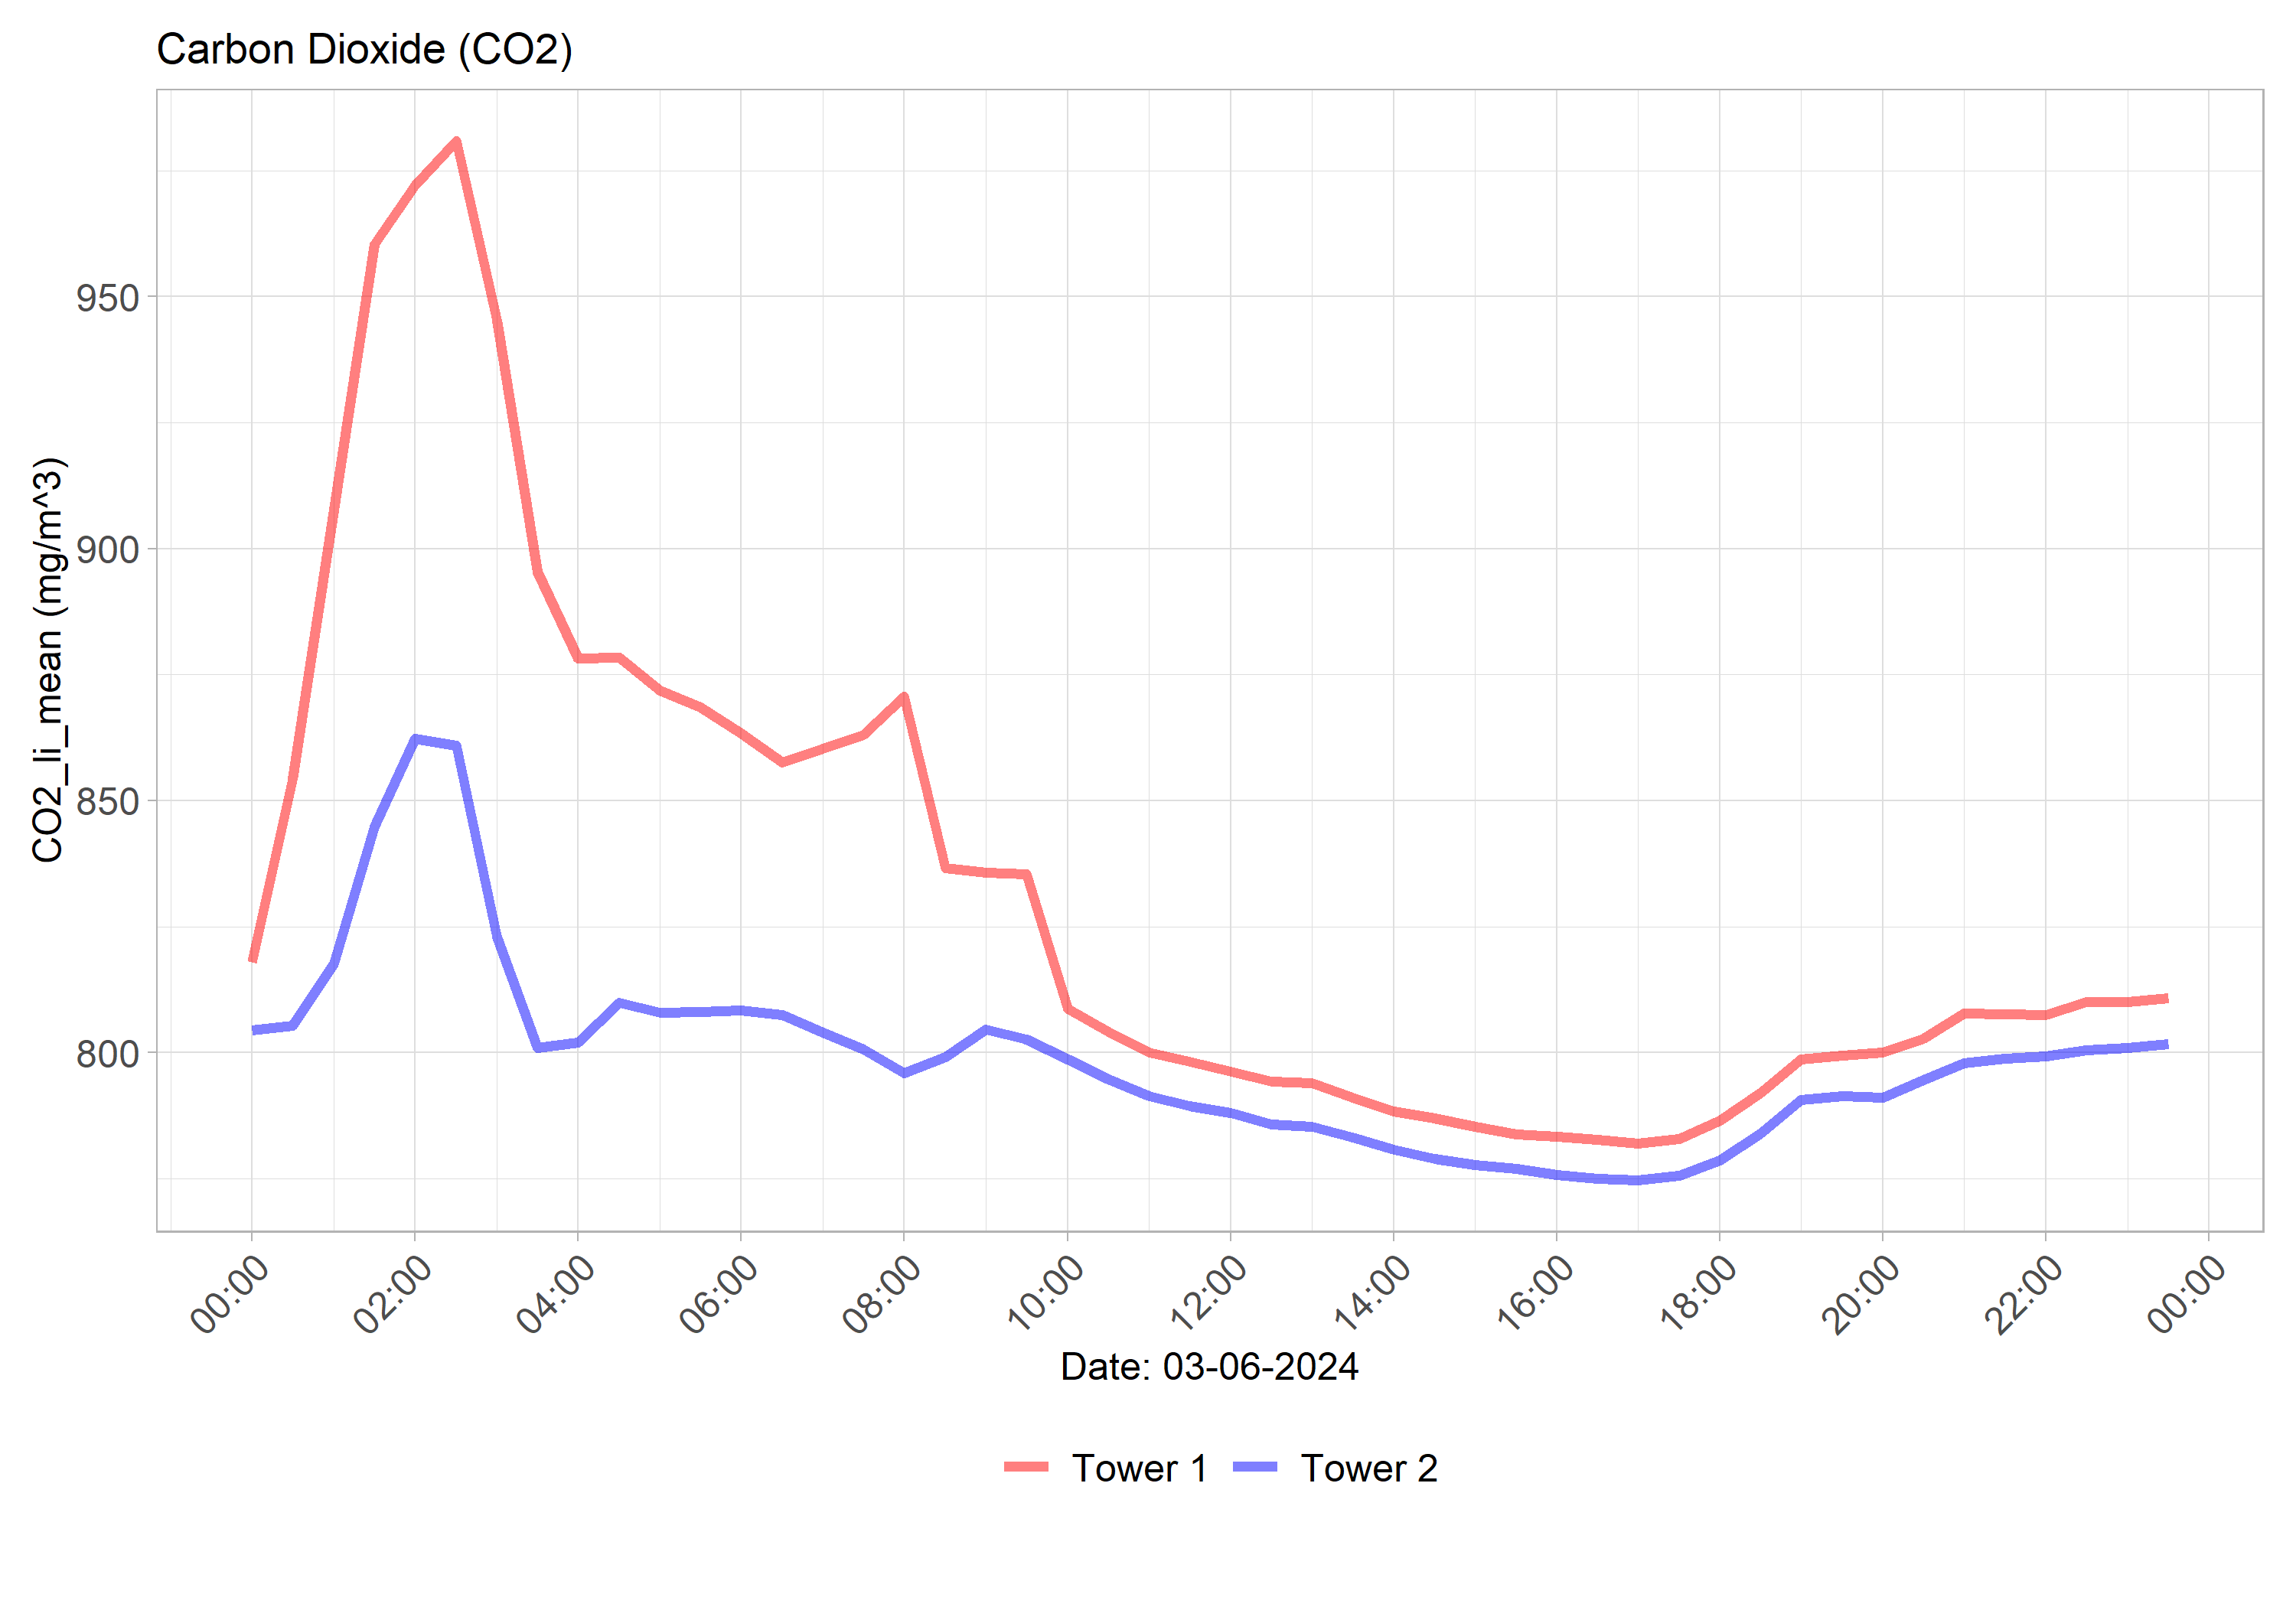 Carbon Dioxide (CO2)
CO2_li_mean (mg/m^3)
950
900
850
800
00:00 02:00 04:00 06:00 08:00 10:00 12:00 14:00 16:00 18:00 20:00 22:00 00:00
Date: 03-06-2024
Tower 1 Tower 2